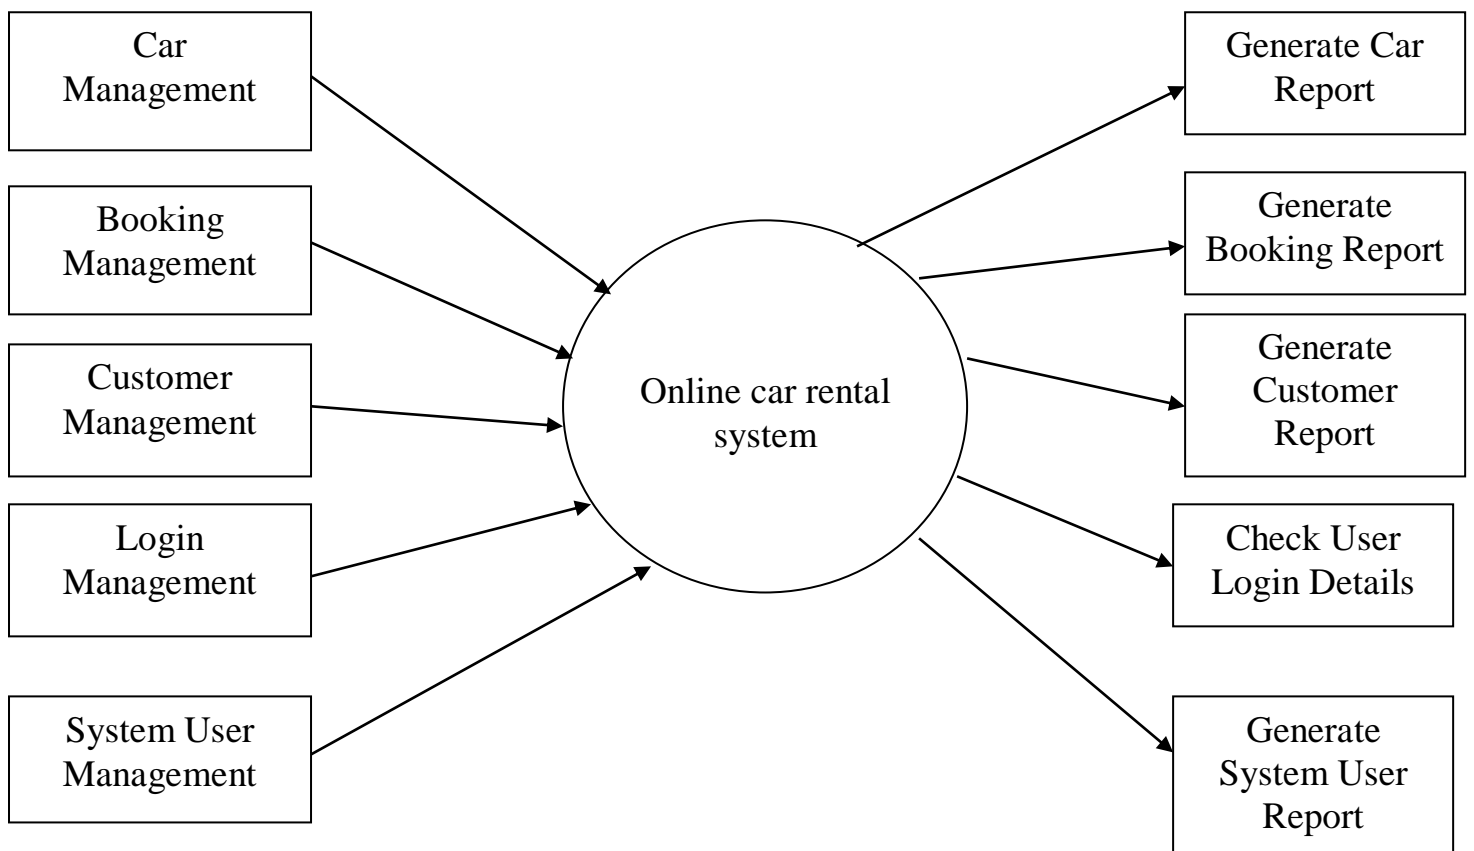 Car
Management
Booking
Management
Customer
Management
Login
Management
System User
Management
Online car rental
system
Generate Car
Report
Generate
Booking Report
Generate
Customer
Report
Check User
Login Details
Generate
System User
Report